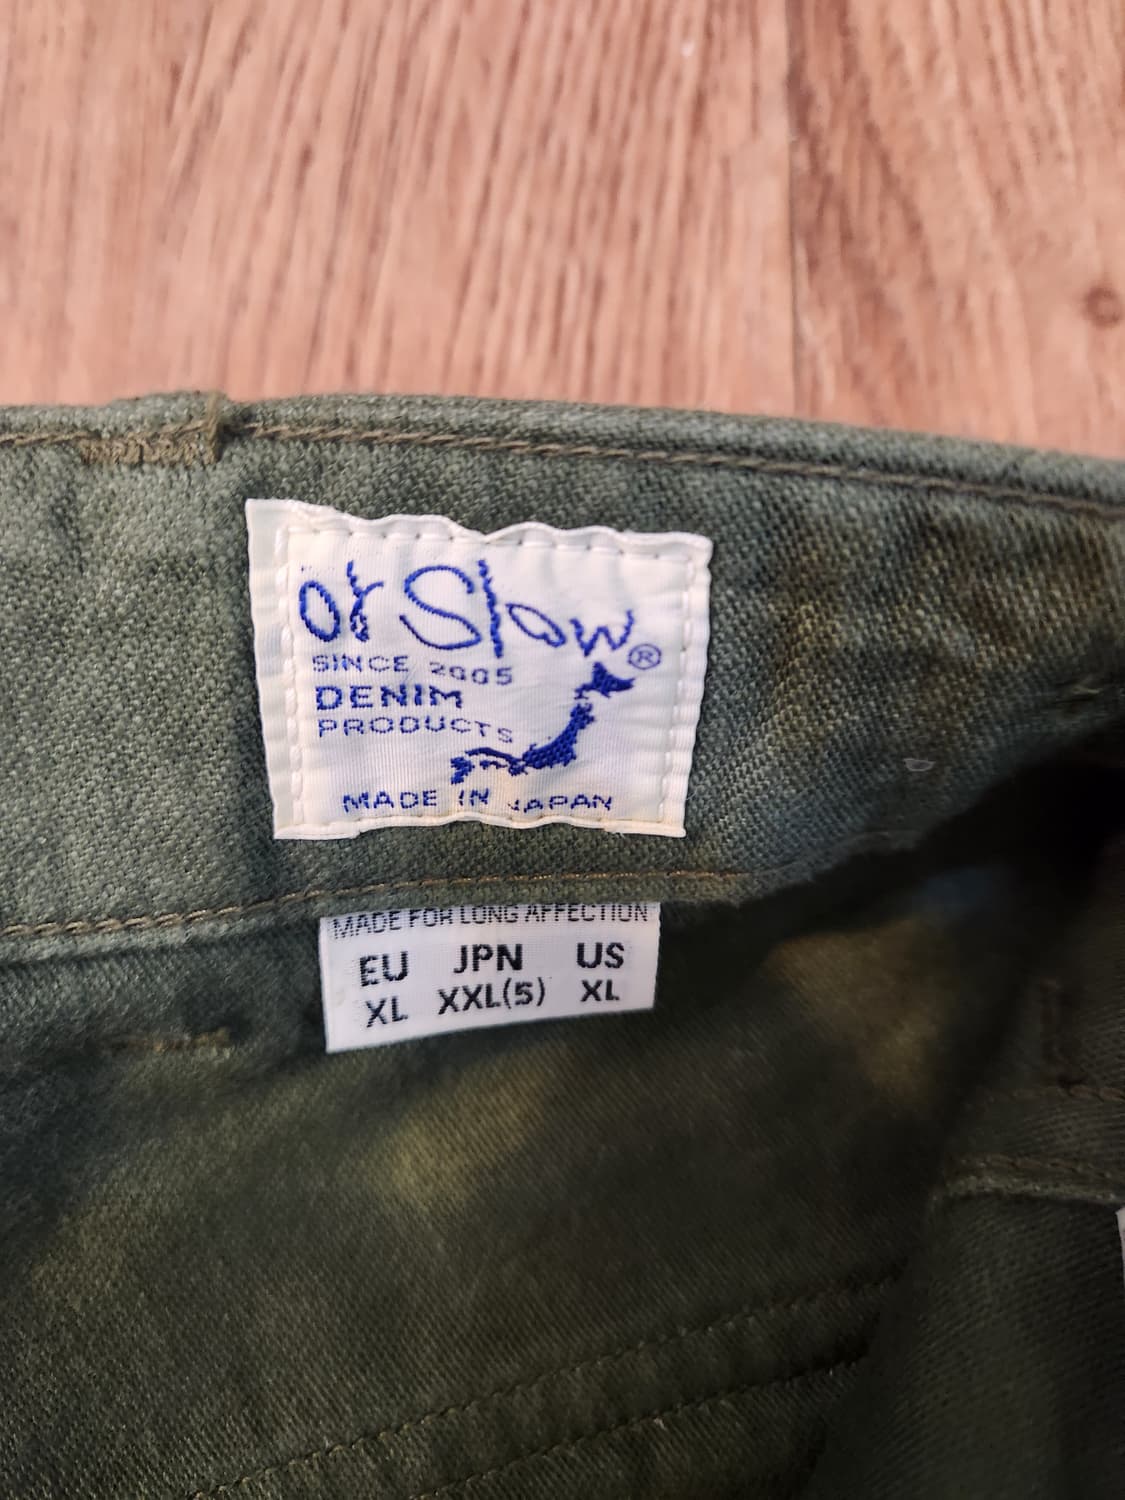 or Slow®
SINCE 2005
DENIM
PRODUCTS
MADE IN JAPAN
MADE FOR LONG AFFECTION
EU JPN US
XL XXL(5) XL